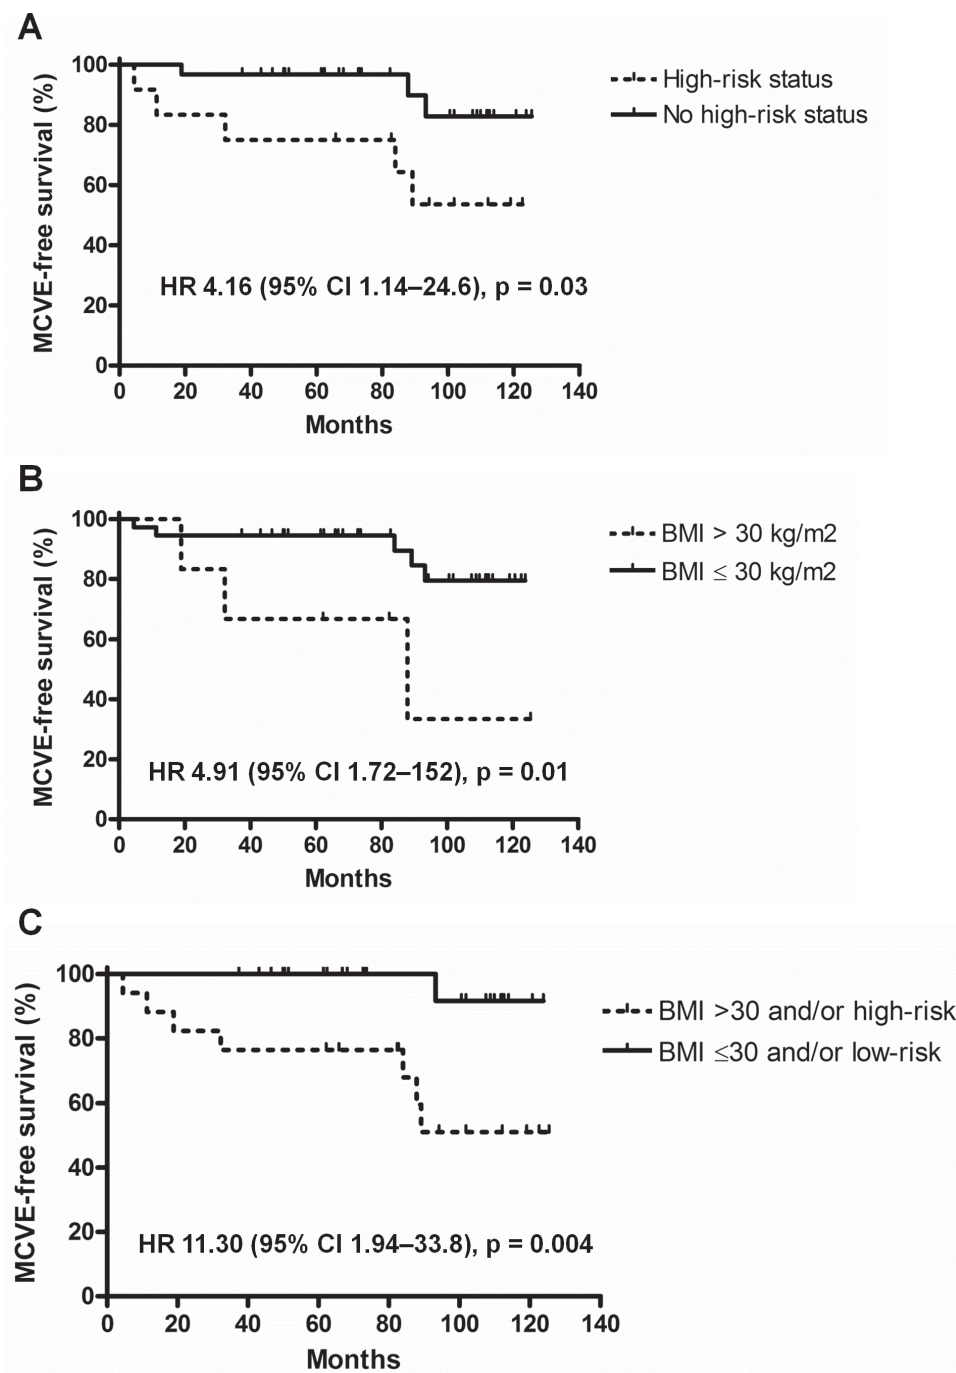 A
MCVE-free survival (%)
100
80
60
40
20
0
0 20 40 60 80 100 120 140
Months
High-risk status
No high-risk status
HR 4.16 (95% CI 1.14–24.6), p = 0.03
B
MCVE-free survival (%)
100
80
60
40
20
0
0 20 40 60 80 100 120 140
Months
BMI > 30 kg/m2
BMI ≤ 30 kg/m2
HR 4.91 (95% CI 1.72–152), p = 0.01
C
MCVE-free survival (%)
100
80
60
40
20
0
0 20 40 60 80 100 120 140
Months
BMI >30 and/or high-risk
BMI ≤30 and/or low-risk
HR 11.30 (95% CI 1.94–33.8), p = 0.004